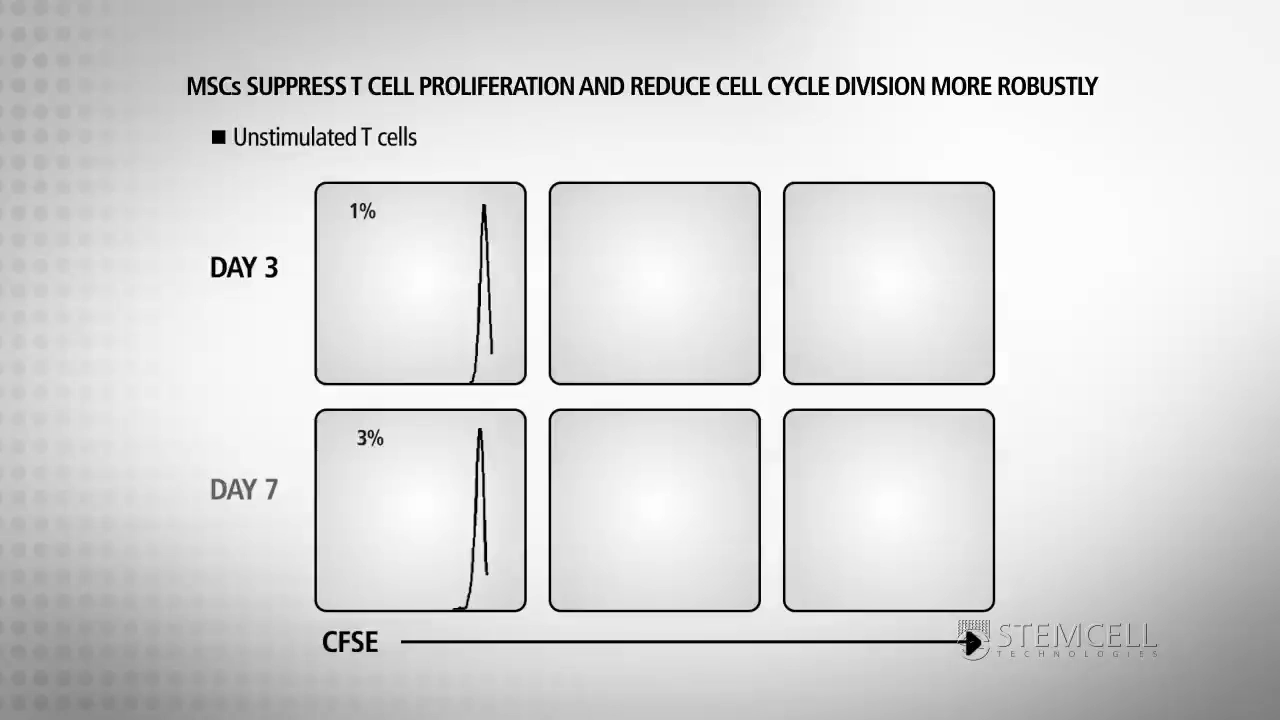 MSCs SUPPRESS T CELL PROLIFERATION AND REDUCE CELL CYCLE DIVISION MORE ROBUSTLY
Unstimulated T cells
1%
DAY 3
3%
DAY 7
CFSE
STEMCELL
TECHNOLOGIES